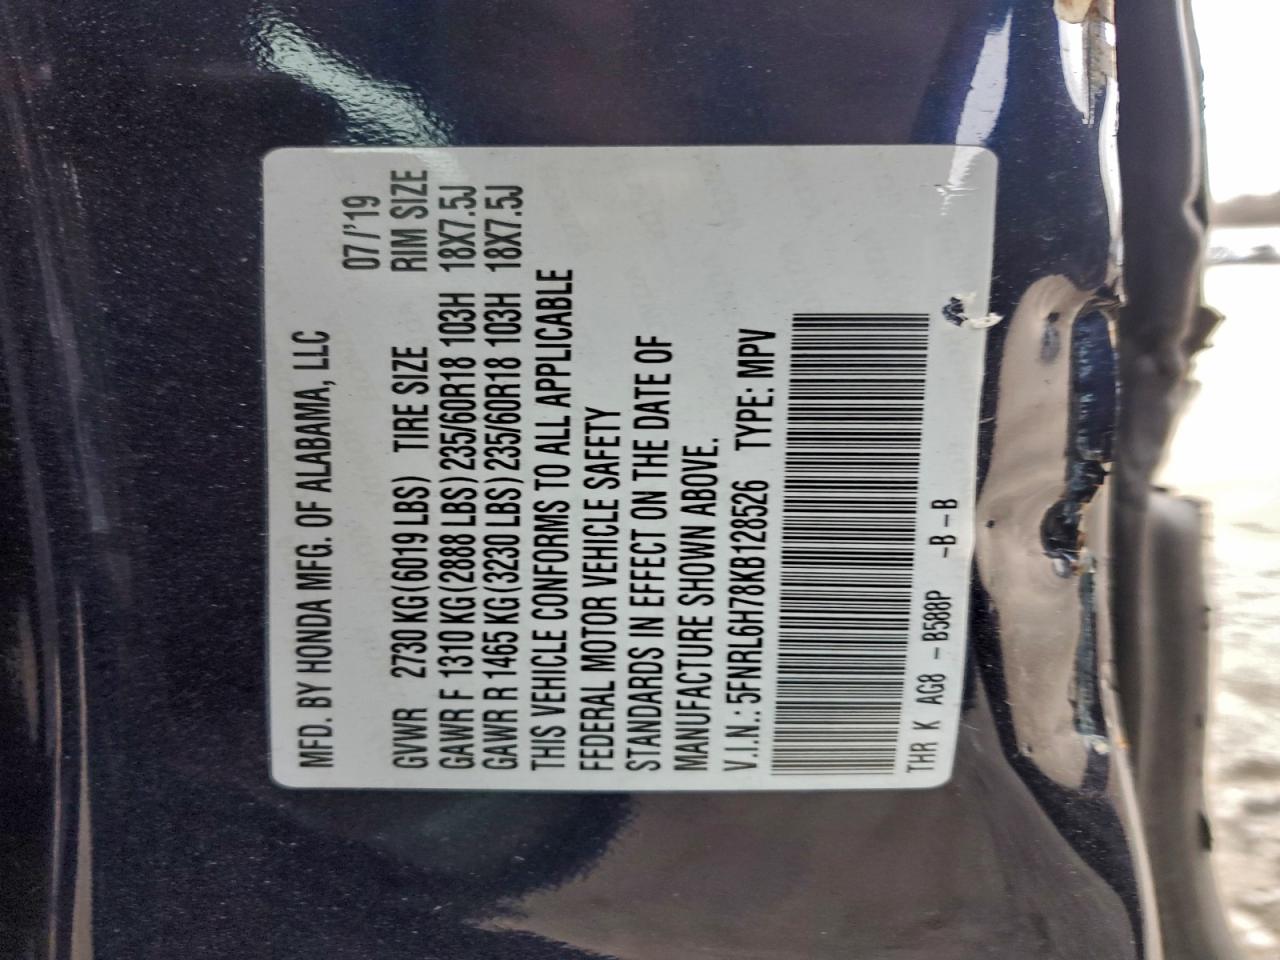 MFD. BY HONDA MFG. OF ALABAMA, LLC
07/'19
GVWR 2730 KG(6019 LBS) TIRE SIZE RIM SIZE
GAWR F 1310 KG(2888 LBS)235/60R18 103H 18X7.5J
GAWR R 1465 KG(3230 LBS)235/60R18 103H 18X7.5J
THIS VEHICLE CONFORMS TO ALL APPLICABLE
FEDERAL MOTOR VEHICLE SAFETY
STANDARDS IN EFFECT ON THE DATE OF
MANUFACTURE SHOWN ABOVE.
V.I.N.: 5FNRL6H78KB128526 TYPE: MPV
THR K AG8 -B588P -B-B